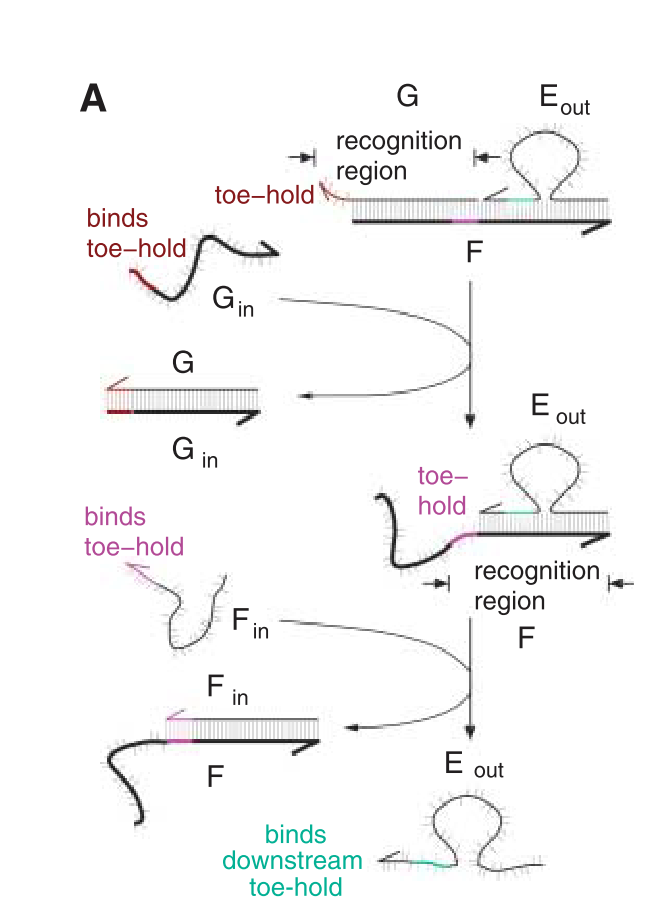 A
G
E out
recognition
region
toe–hold
binds
toe–hold
F
G in
G
G in
E out
toe–
hold
binds
toe–hold
recognition
region
F in
F
F in
F
E out
binds
downstream
toe-hold